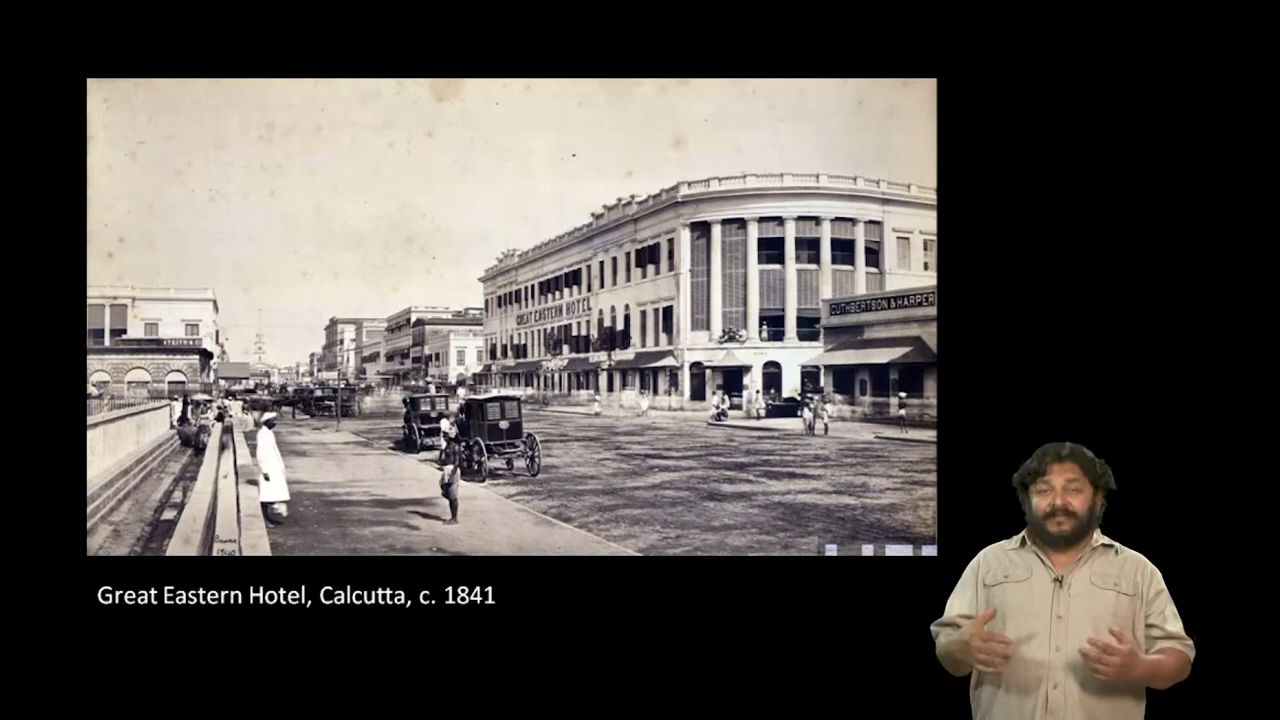 GREAT EASTERN HOTEL
CUTHBERTSON & HARPER
Great Eastern Hotel, Calcutta, c. 1841